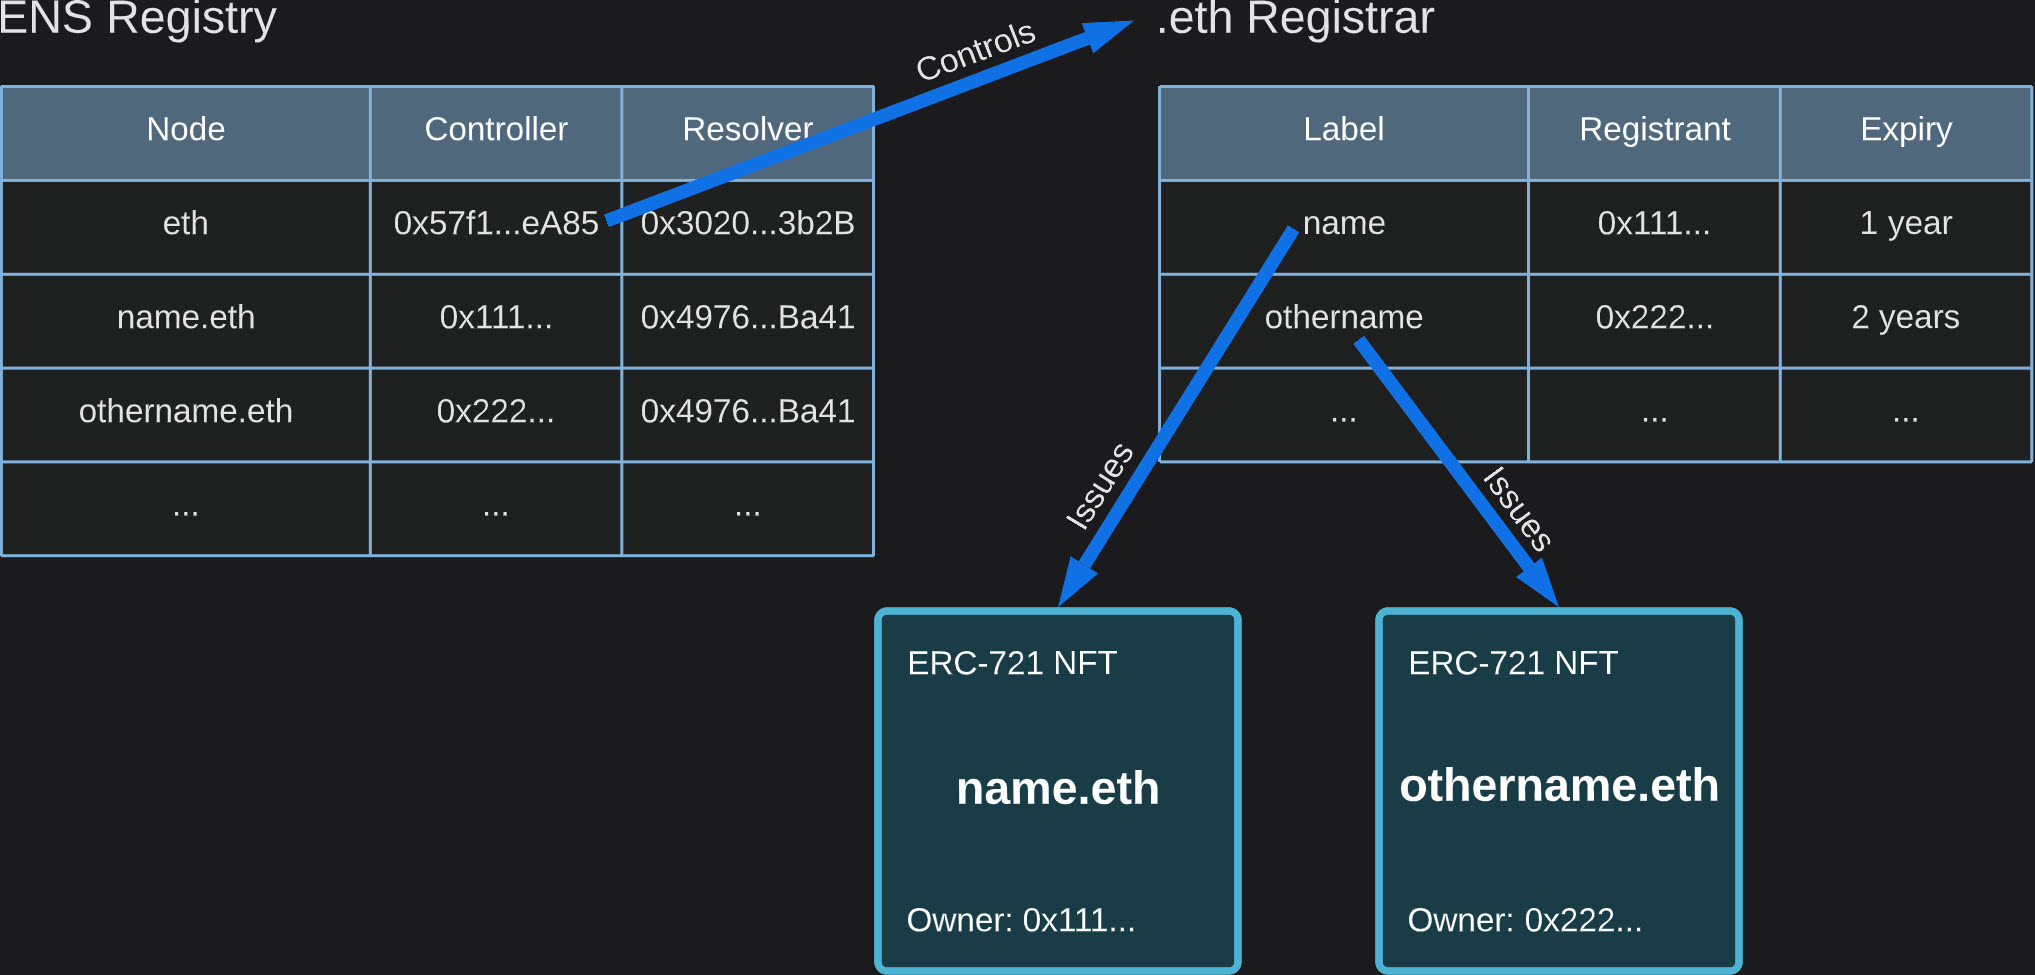 ENS Registry
Controls
.eth Registrar
Node Controller Resolver
eth 0x57f1...eA85 0x3020...3b2B
name.eth 0x111... 0x4976...Ba41
othername.eth 0x222... 0x4976...Ba41
... ... ...
Label Registrant Expiry
name 0x111... 1 year
othername 0x222... 2 years
... ... ...
Issues
Issues
ERC-721 NFT
name.eth
Owner: 0x111...
ERC-721 NFT
othername.eth
Owner: 0x222...